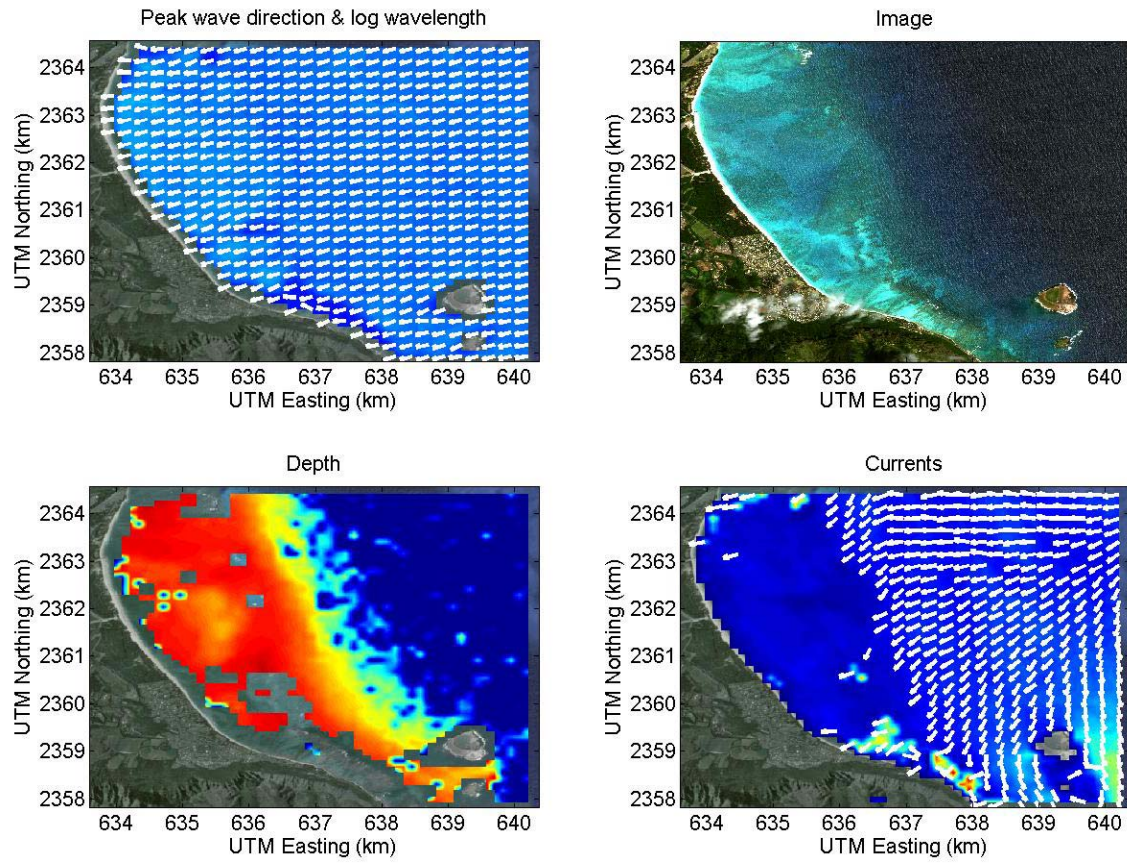 Peak wave direction & log wavelength
2364
2363
2362
2361
2360
2359
2358
UTM Northing (km)
634 635 636 637 638 639 640
UTM Easting (km)
Image
2364
2363
2362
2361
2360
2359
2358
UTM Northing (km)
634 635 636 637 638 639 640
UTM Easting (km)
Depth
2364
2363
2362
2361
2360
2359
2358
UTM Northing (km)
634 635 636 637 638 639 640
UTM Easting (km)
Currents
2364
2363
2362
2361
2360
2359
2358
UTM Northing (km)
634 635 636 637 638 639 640
UTM Easting (km)